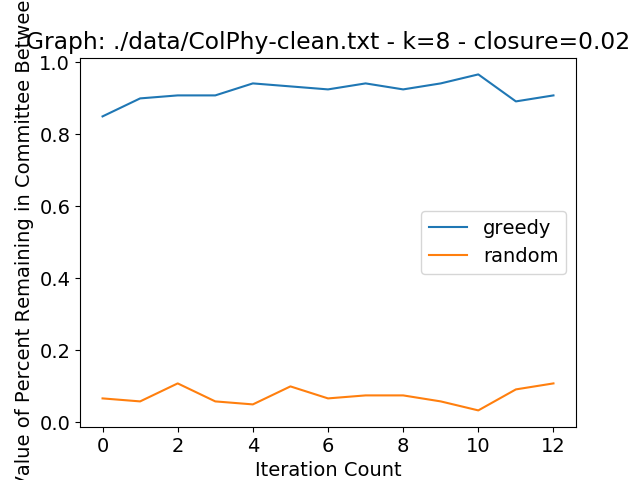 Graph: ./data/ColPhy-clean.txt - k=8 - closure=0.02
Value of Percent Remaining in Committee
1.0
0.8
0.6
0.4
0.2
0.0
greedy
random
0 2 4 6 8 10 12
Iteration Count